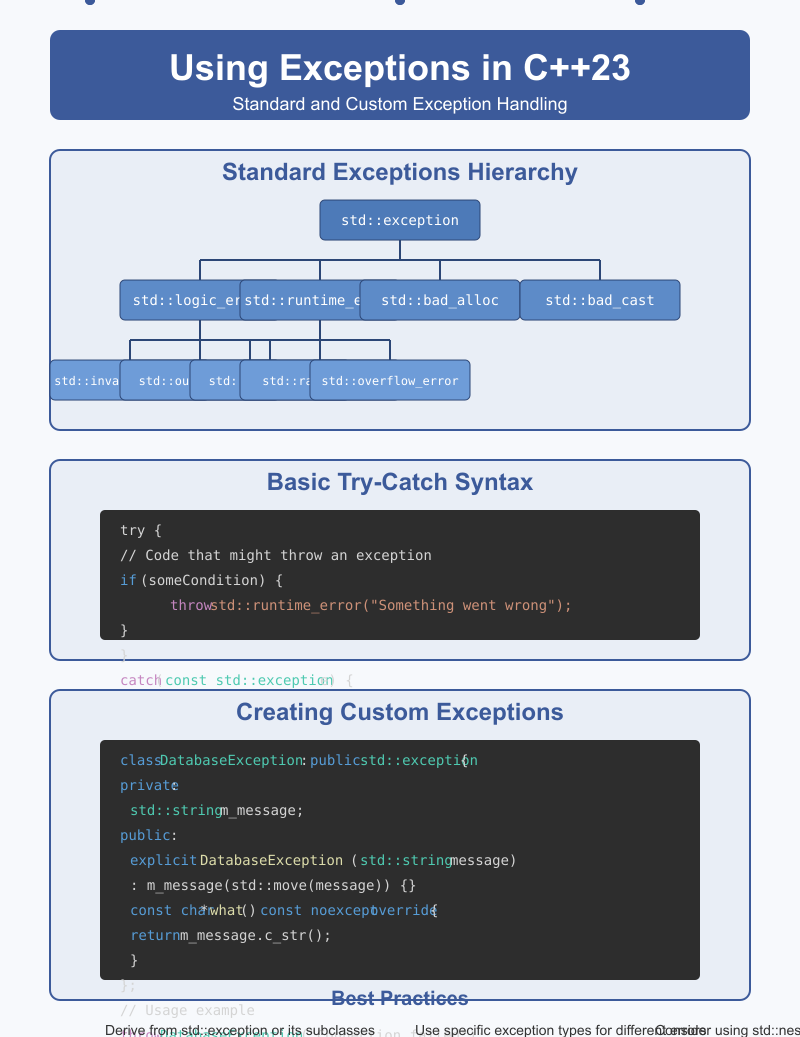 Using Exceptions in C++23
Standard and Custom Exception Handling
Standard Exceptions Hierarchy
std::exception
std::logic_er std::runtime_e std::bad_alloc std::bad_cast
std::inva std::ou std: std::ra std::overflow_error
Basic Try-Catch Syntax
try {
// Code that might throw an exception
if (someCondition) {
throw std::runtime_error("Something went wrong");
}
}
catch (const std::exception ) {
Creating Custom Exceptions
class DatabaseException : public std::exception {
private:
std::string m_message;
public:
explicit DatabaseException (std::string message)
: m_message(std::move(message)) {}
const char* what() const noexcept override {
return m_message.c_str();
}
};
Best Practices
// Usage example
Derive from std::exception or its subclasses Use specific exception types for different errors Consider using std::nes